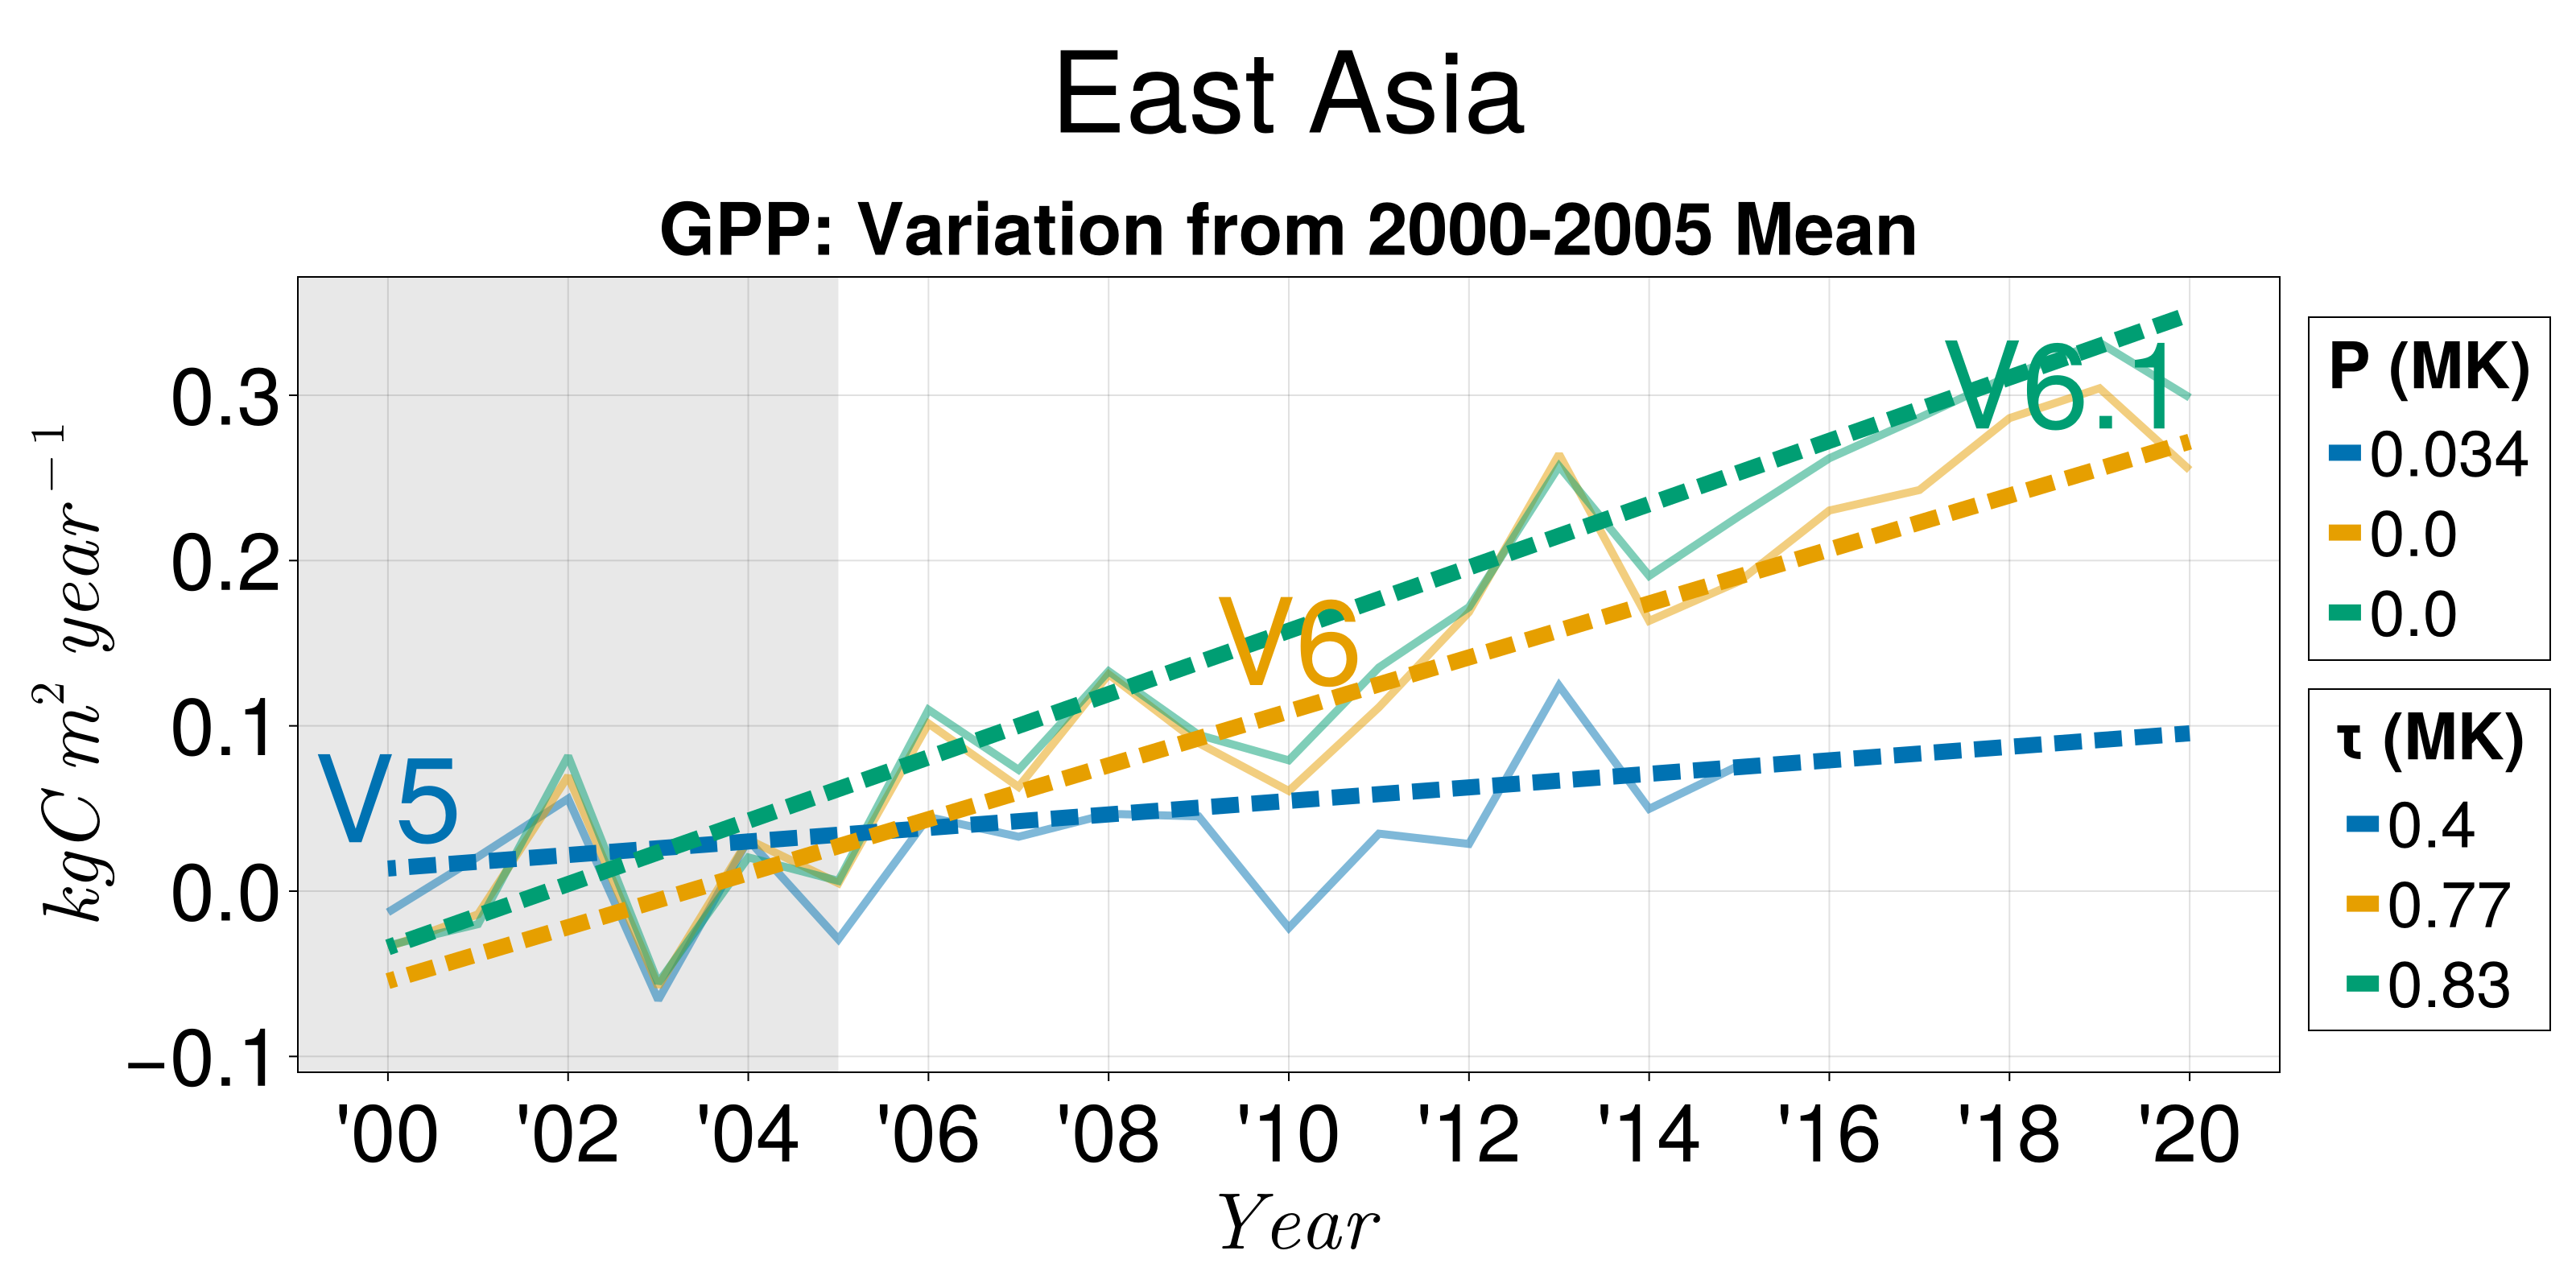 East Asia
GPP: Variation from 2000-2005 Mean
kgC m² year⁻¹
0.3
0.2
0.1
0.0
−0.1
V5
V6
V6.1
'00 '02 '04 '06 '08 '10 '12 '14 '16 '18 '20
Year
P (MK)
0.034
0.0
0.0
τ (MK)
0.4
0.77
0.83